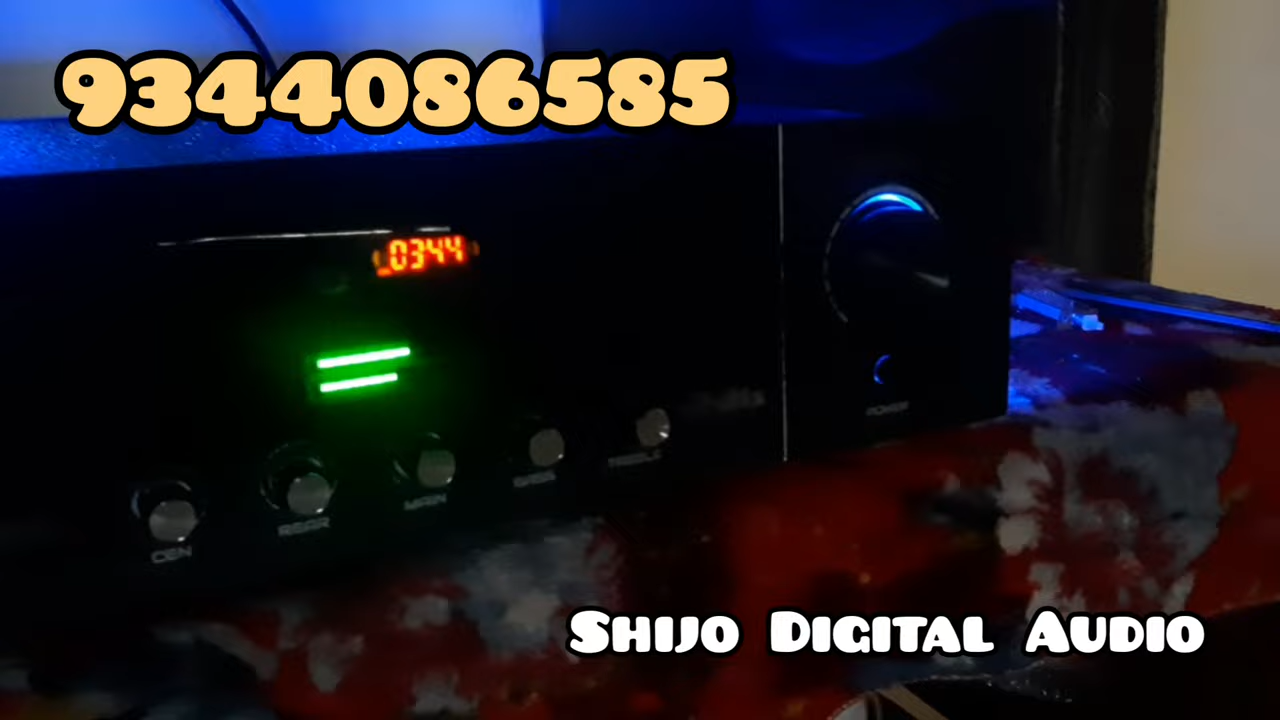 9344086585
0344
CEN
REAR
MAIN
BASS
TREBLE
POWER
Shijo Digital Audio